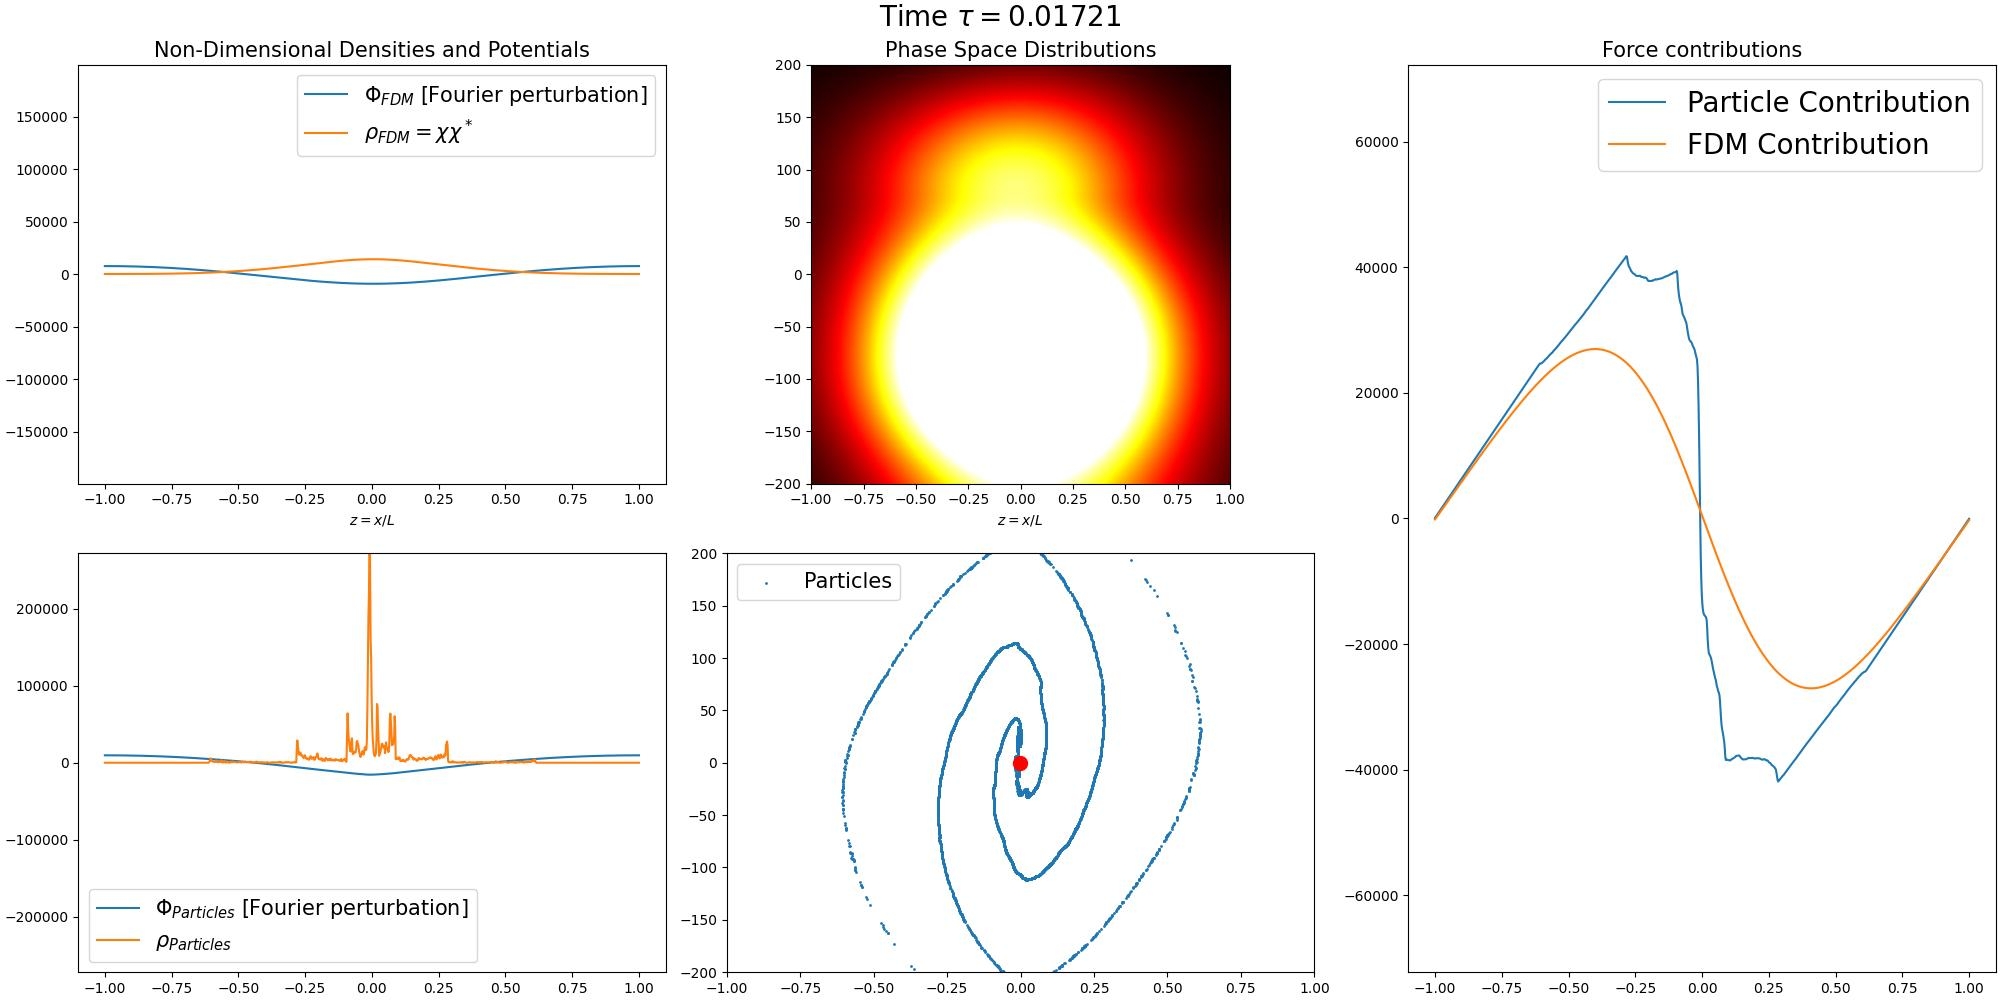 Time τ = 0.01721
Non-Dimensional Densities and Potentials
Φ_FDM [Fourier perturbation]
ρ_FDM = χχ*
150000
100000
50000
0
−50000
−100000
−150000
−1.00 −0.75 −0.50 −0.25 0.00 0.25 0.50 0.75 1.00
z = x/L
Phase Space Distributions
200
150
100
50
0
−50
−100
−150
−200
−1.00 −0.75 −0.50 −0.25 0.00 0.25 0.50 0.75 1.00
z = x/L
Force contributions
Particle Contribution
FDM Contribution
60000
40000
20000
0
−20000
−40000
−60000
−1.00 −0.75 −0.50 −0.25 0.00 0.25 0.50 0.75 1.00
200000
100000
0
−100000
−200000
Φ_Particles [Fourier perturbation]
ρ_Particles
−1.00 −0.75 −0.50 −0.25 0.00 0.25 0.50 0.75 1.00
Particles
200
150
100
50
0
−50
−100
−150
−200
−1.00 −0.75 −0.50 −0.25 0.00 0.25 0.50 0.75 1.00